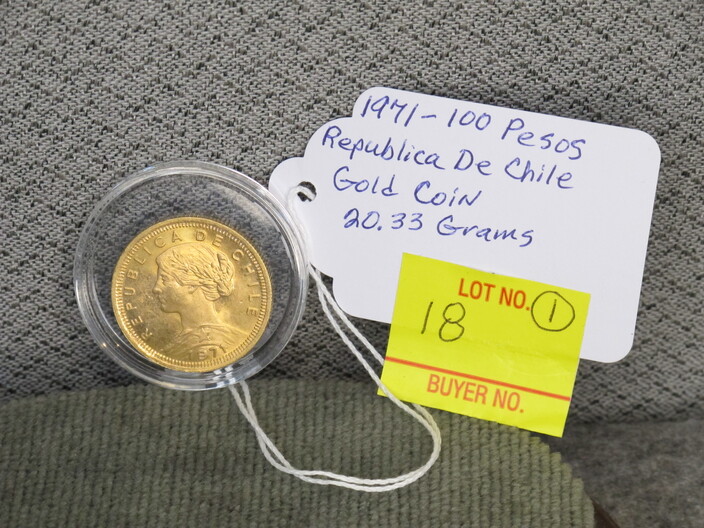 1971-100 Pesos
Republica De Chile
Gold Coin
20.33 Grams
LOT NO. 1
18
BUYER NO.
REPUBLICA DE CHILE